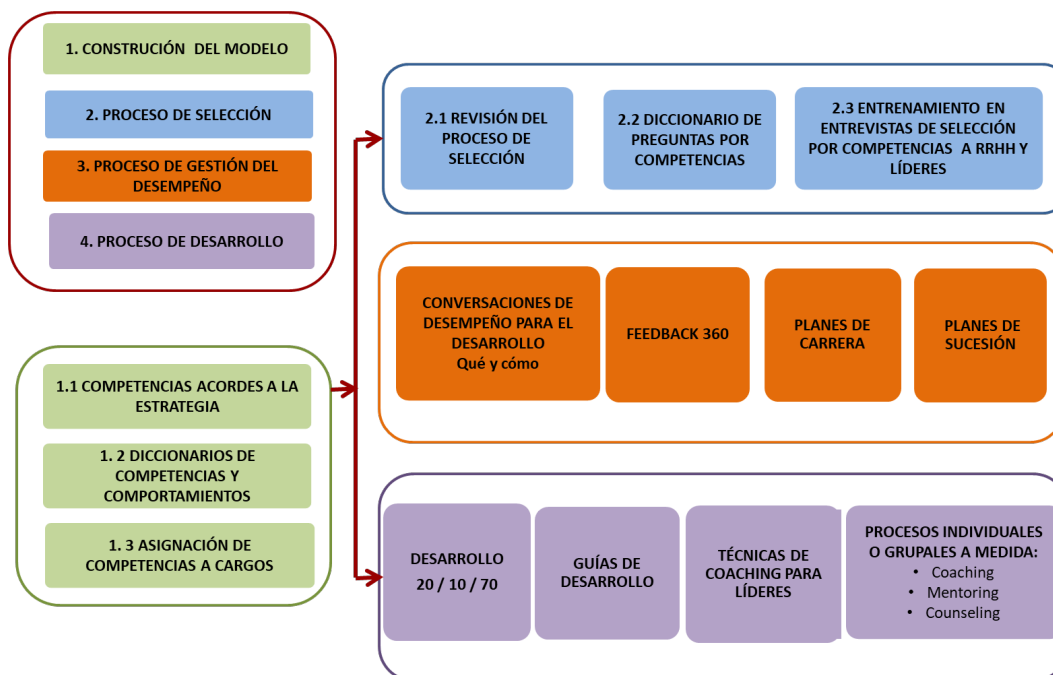 1. CONSTRUCIÓN DEL MODELO
2. PROCESO DE SELECCIÓN
3. PROCESO DE GESTIÓN DEL
DESEMPEÑO
4. PROCESO DE DESARROLLO
1.1 COMPETENCIAS ACORDES A LA
ESTRATEGIA
1. 2 DICCIONARIOS DE
COMPETENCIAS Y
COMPORTAMIENTOS
1. 3 ASIGNACIÓN DE
COMPETENCIAS A CARGOS
2.1 REVISIÓN DEL
PROCESO DE
SELECCIÓN
2.2 DICCIONARIO DE
PREGUNTAS POR
COMPETENCIAS
2.3 ENTRENAMIENTO EN
ENTREVISTAS DE SELECCIÓN
POR COMPETENCIAS A RRHH Y
LÍDERES
CONVERSACIONES DE
DESEMPEÑO PARA EL
DESARROLLO
Qué y cómo
FEEDBACK 360
PLANES DE
CARRERA
PLANES DE
SUCESIÓN
DESARROLLO
20 / 10 / 70
GUÍAS DE
DESARROLLO
TÉCNICAS DE
COACHING PARA
LÍDERES
PROCESOS INDIVIDUALES
O GRUPALES A MEDIDA:
• Coaching
• Mentoring
• Counseling